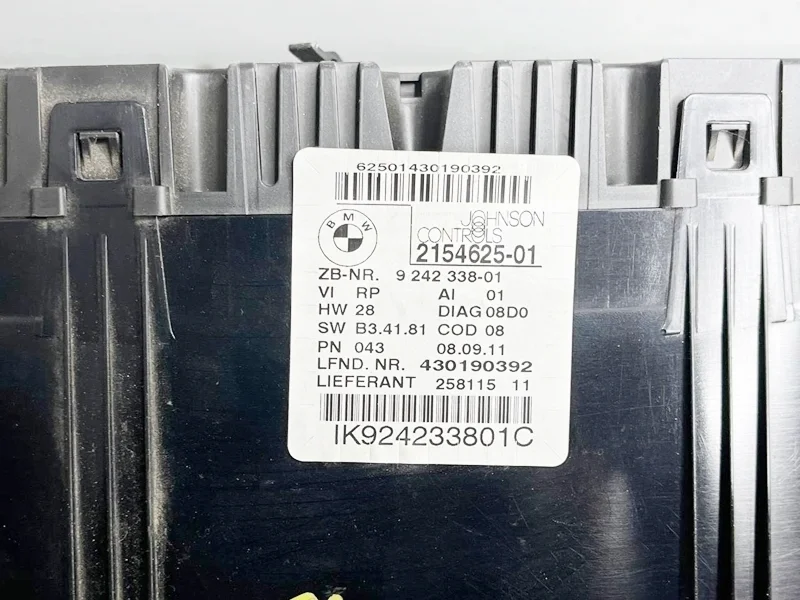 62501430190392
BMW
JOHNSON
CONTROLS
2154625-01
ZB-NR. 9 242 338-01
VI RP AI 01
HW 28 DIAG 08D0
SW B3.41.81 COD 08
PN 043 08.09.11
LFND. NR. 430190392
LIEFERANT 258115 11
IK924233801C